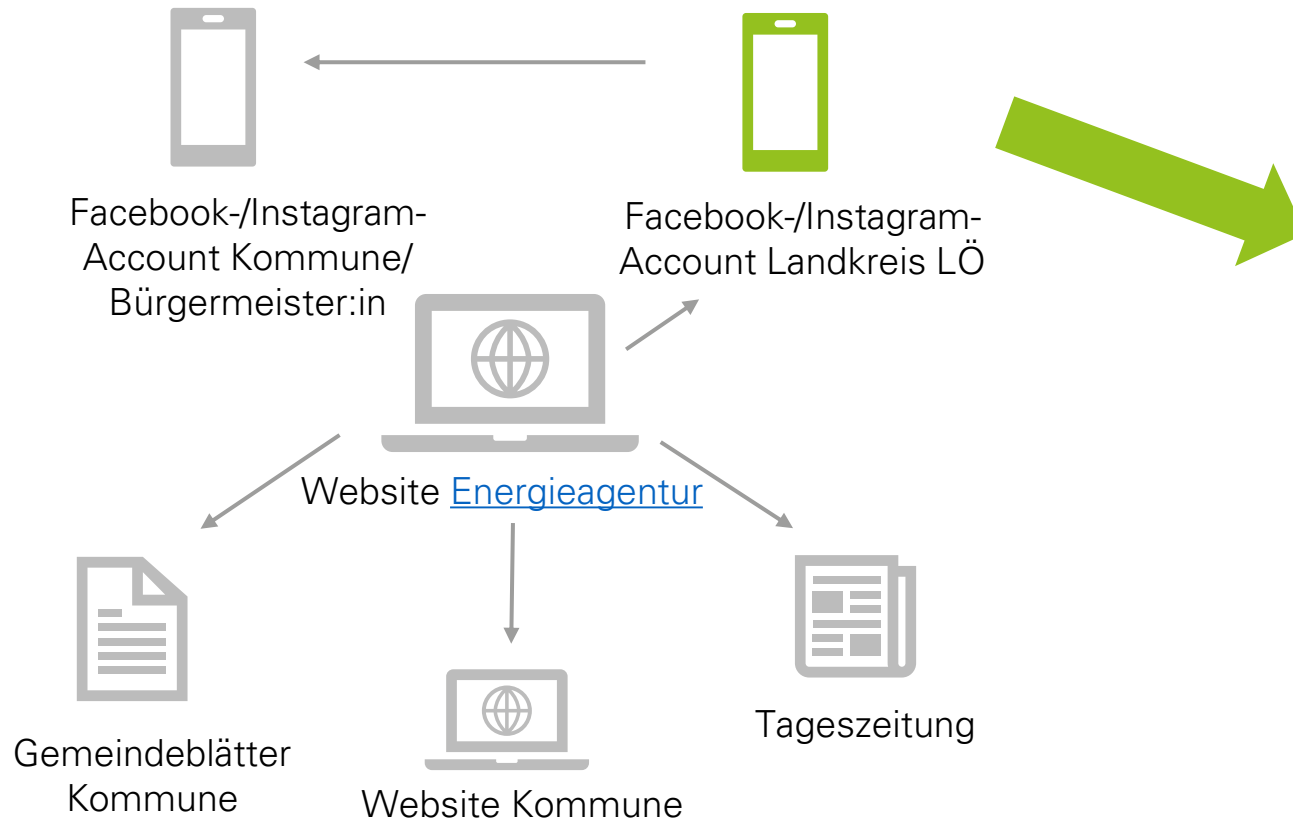 Facebook-/Instagram-
Account Kommune/
Bürgermeister:in
Facebook-/Instagram-
Account Landkreis LÖ
Website Energieagentur
Gemeindeblätter
Kommune
Website Kommune
Tageszeitung